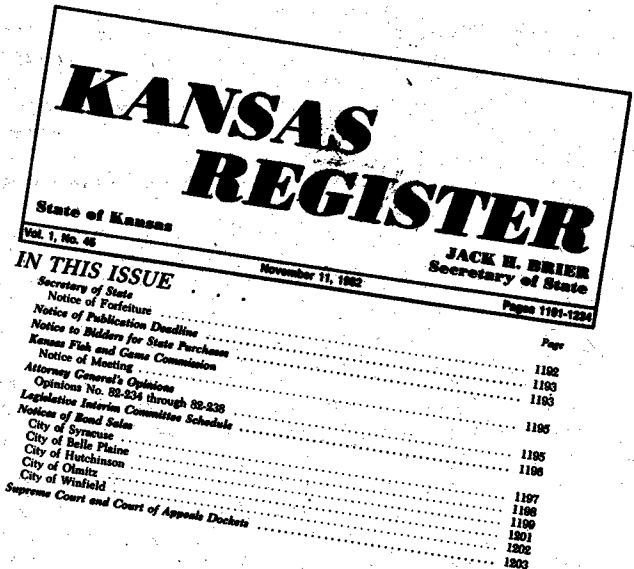 KANSAS
REGISTER
State of Kansas
JACK H. BRIER
Secretary of State
Vol. 1, No. 46
November 11, 1982
Pages 1191-1234
IN THIS ISSUE . . . .
Page
Secretary of State
Notice of Forfeiture ........ 1192
Notice of Publication Deadline ........ 1193
Notice to Bidders for State Purchases ........ 1193
Kansas Fish and Game Commission
Notice of Meeting ........ 1195
Attorney General's Opinions
Opinions No. 82-234 through 82-238 ........ 1195
Legislative Interim Committee Schedule ........ 1196
Notices of Bond Sales
City of Syracuse ........ 1197
City of Belle Plaine ........ 1198
City of Hutchinson ........ 1199
City of Olmitz ........ 1201
City of Winfield ........ 1202
Supreme Court and Court of Appeals Dockets ........ 1203